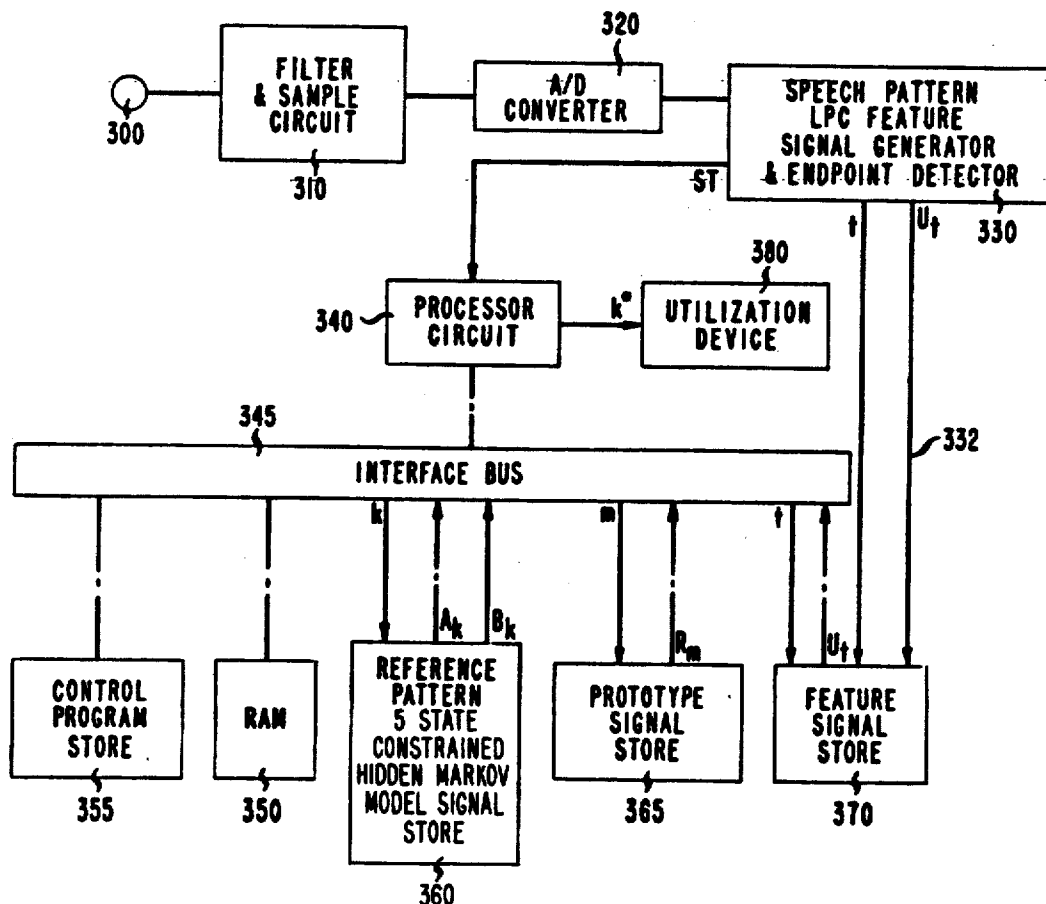 320
FILTER
& SAMPLE
CIRCUIT
A/D
CONVERTER
SPEECH PATTERN
LPC FEATURE
SIGNAL GENERATOR
& ENDPOINT DETECTOR
300
310
ST
t
Ut
330
380
340
PROCESSOR
CIRCUIT
k*
UTILIZATION
DEVICE
345
332
INTERFACE BUS
k
m
t
Ak
Bk
Rm
Ut
CONTROL
PROGRAM
STORE
RAM
REFERENCE
PATTERN
5 STATE
CONSTRAINED
HIDDEN MARKOV
MODEL SIGNAL
STORE
PROTOTYPE
SIGNAL
STORE
FEATURE
SIGNAL
STORE
355
350
365
370
360